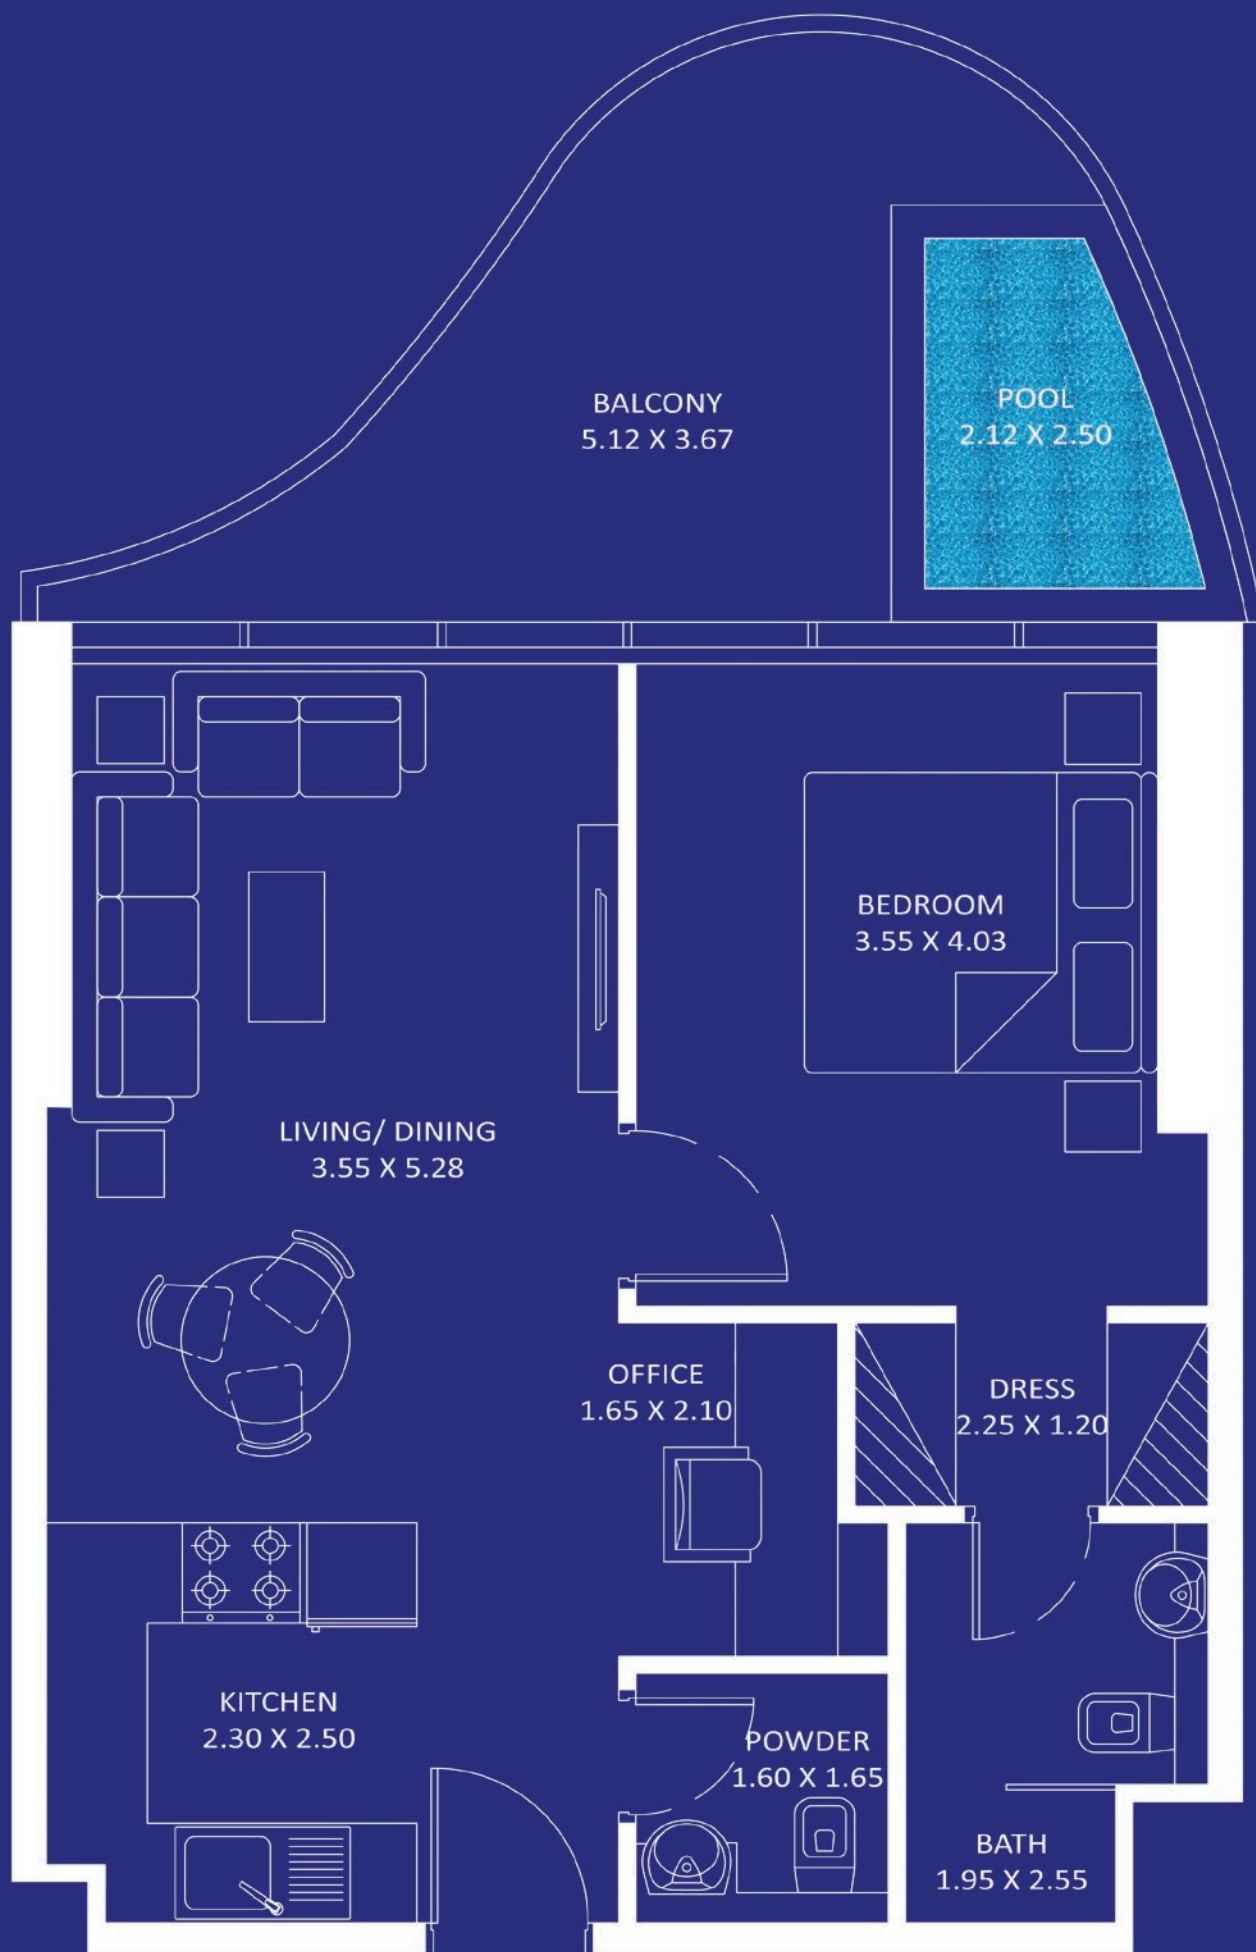 BALCONY
5.12 X 3.67
POOL
2.12 X 2.50
BEDROOM
3.55 X 4.03
LIVING/ DINING
3.55 X 5.28
OFFICE
1.65 X 2.10
DRESS
2.25 X 1.20
KITCHEN
2.30 X 2.50
POWDER
1.60 X 1.65
BATH
1.95 X 2.55